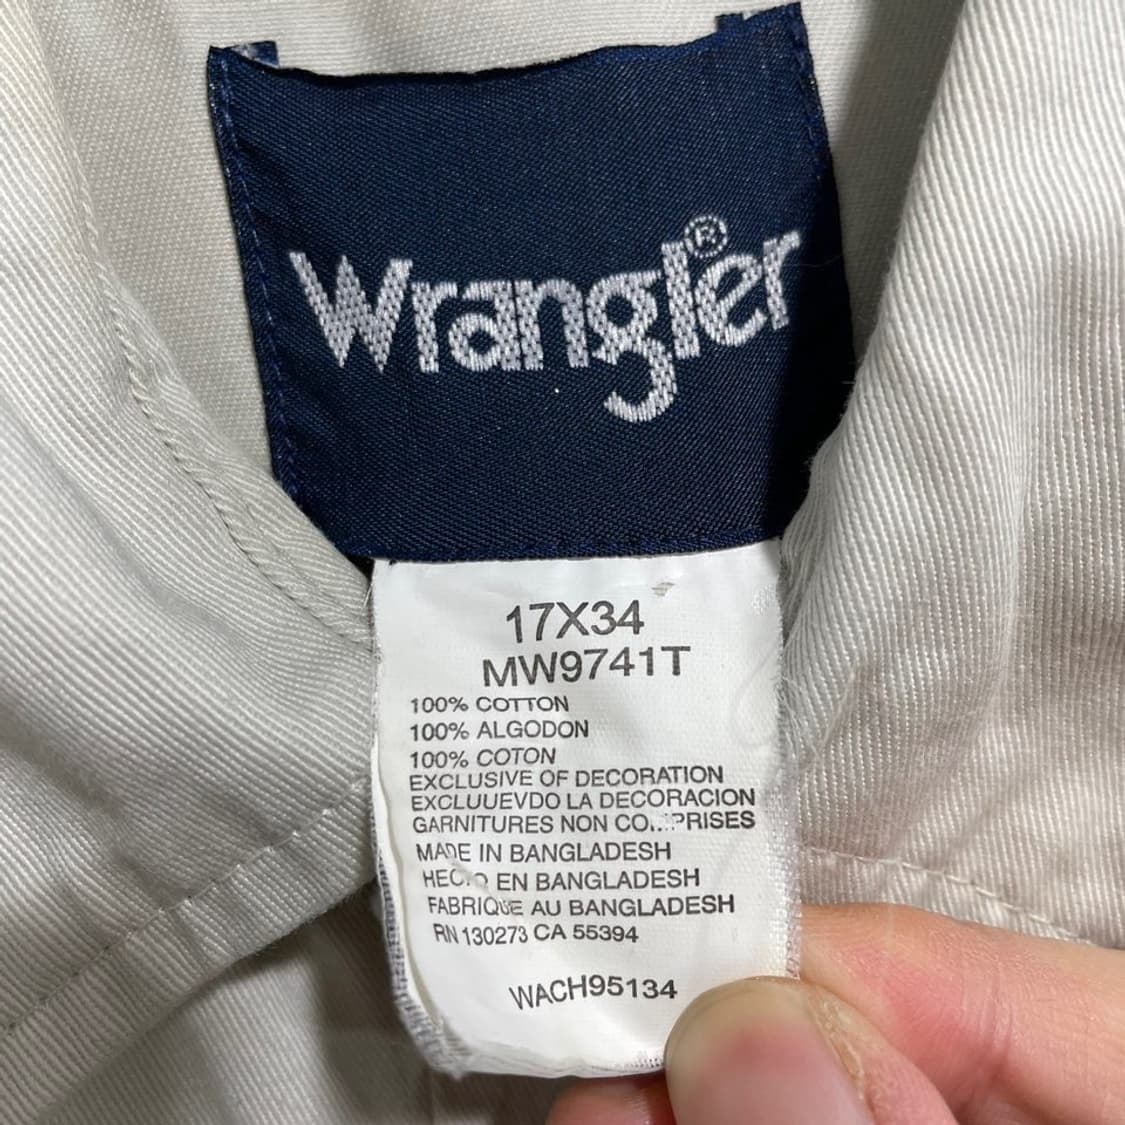 Wrangler®
17X34
MW9741T
100% COTTON
100% ALGODON
100% COTON
EXCLUSIVE OF DECORATION
EXCLUUEVDO LA DECORACION
GARNITURES NON COMPRISES
MADE IN BANGLADESH
HECHO EN BANGLADESH
FABRIQUE AU BANGLADESH
RN 130273 CA 55394
WACH95134